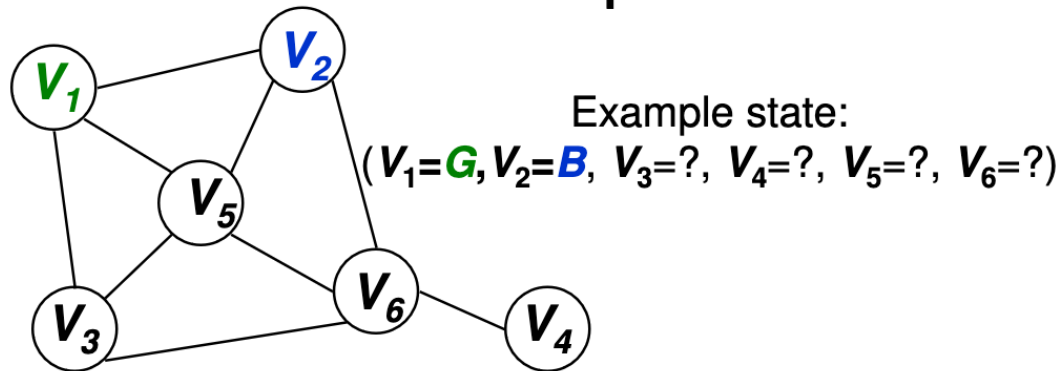 V1
V2
Example state:
(V1=G, V2=B, V3=?, V4=?, V5=?, V6=?)
V5
V6
V3
V4